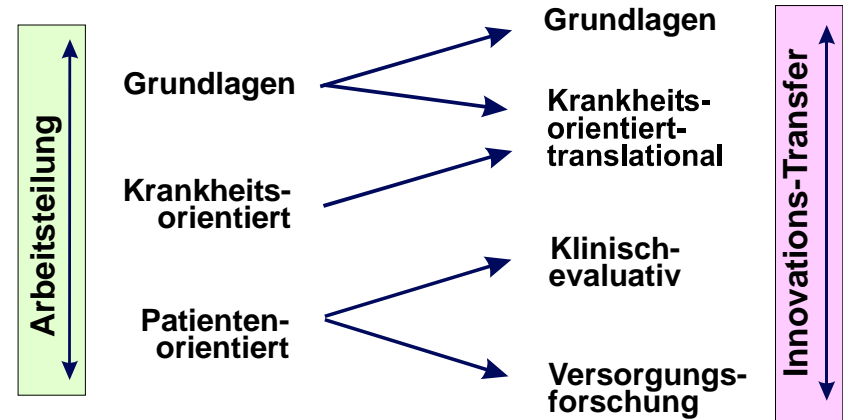 Arbeitsteilung
Grundlagen
Krankheits-
orientiert
Patienten-
orientiert
Grundlagen
Krankheits-
orientiert-
translational
Klinisch-
evaluativ
Versorgungs-
forschung
Innovations-Transfer